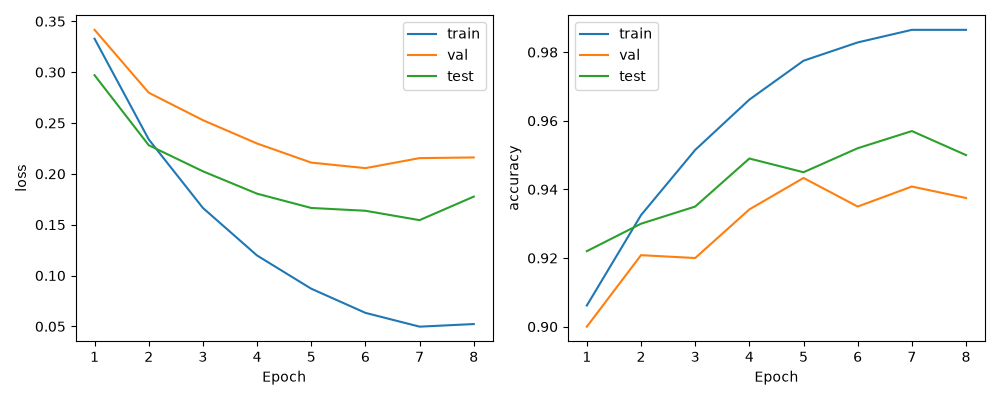 loss
0.35
0.30
0.25
0.20
0.15
0.10
0.05
1 2 3 4 5 6 7 8
Epoch
train
val
test
accuracy
0.98
0.96
0.94
0.92
0.90
1 2 3 4 5 6 7 8
Epoch
train
val
test